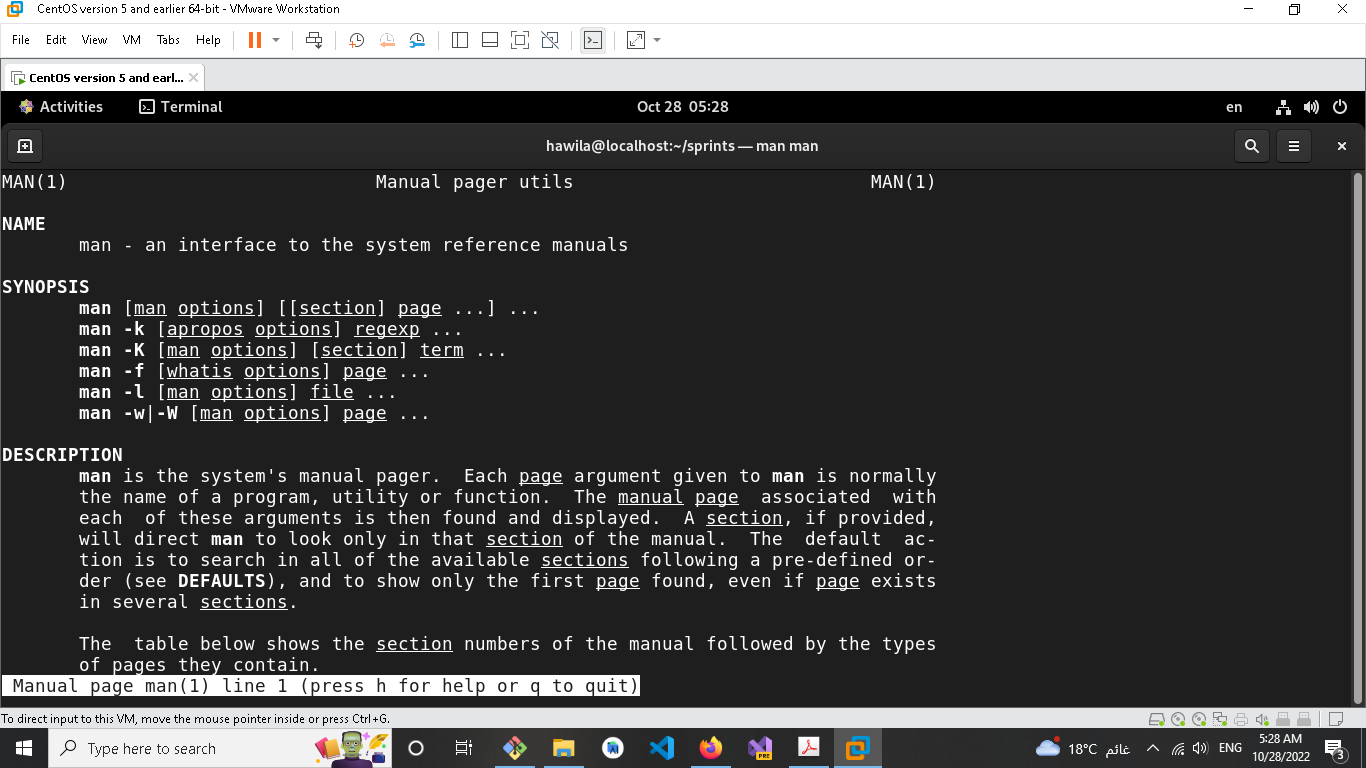 CentOS version 5 and earlier 64-bit - VMware Workstation
File Edit View VM Tabs Help
CentOS version 5 and earl...
Activities Terminal Oct 28 05:28 en
hawila@localhost:~/sprints — man man
MAN(1) Manual pager utils MAN(1)
NAME
man - an interface to the system reference manuals
SYNOPSIS
man [man options] [[section] page ...] ...
man -k [apropos options] regexp ...
man -K [man options] [section] term ...
man -f [whatis options] page ...
man -l [man options] file ...
man -w|-W [man options] page ...
DESCRIPTION
man is the system's manual pager. Each page argument given to man is normally
the name of a program, utility or function. The manual page associated with
each of these arguments is then found and displayed. A section, if provided,
will direct man to look only in that section of the manual. The default ac-
tion is to search in all of the available sections following a pre-defined or-
der (see DEFAULTS), and to show only the first page found, even if page exists
in several sections.
The table below shows the section numbers of the manual followed by the types
of pages they contain.
Manual page man(1) line 1 (press h for help or q to quit)
To direct input to this VM, move the mouse pointer inside or press Ctrl+G.
Type here to search
PRE
18°C غائم
ENG
5:28 AM
10/28/2022
3